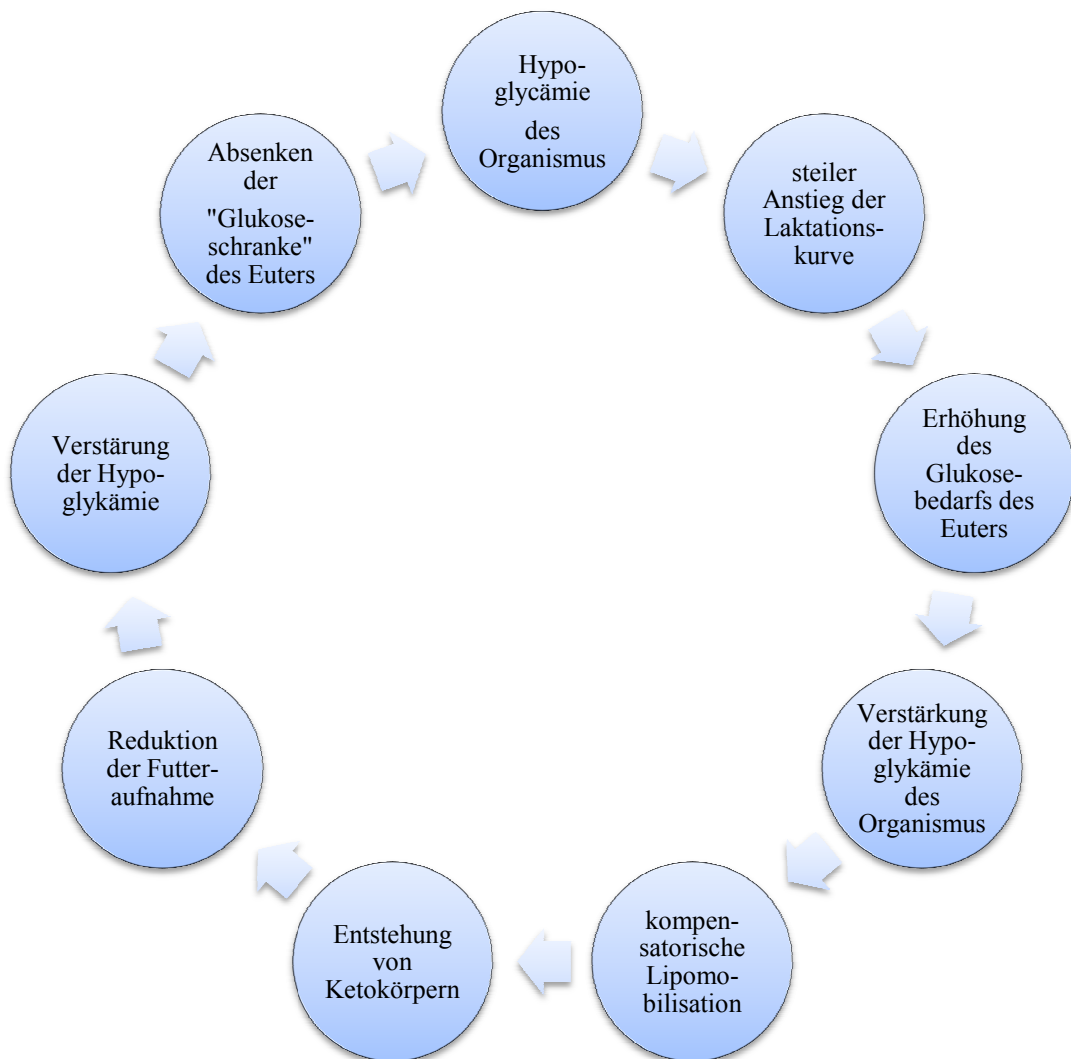 Hypo-
glycämie
des
Organismus
steiler
Anstieg der
Laktations-
kurve
Erhöhung
des
Glukose-
bedarfs des
Euters
Verstärkung
der Hypo-
glykämie
des
Organismus
kompen-
satorische
Lipomo-
bilisation
Entstehung
von
Ketokörpern
Reduktion
der Futter-
aufnahme
Verstärung
der Hypo-
glykämie
Absenken
der
"Glukose-
schranke"
des Euters